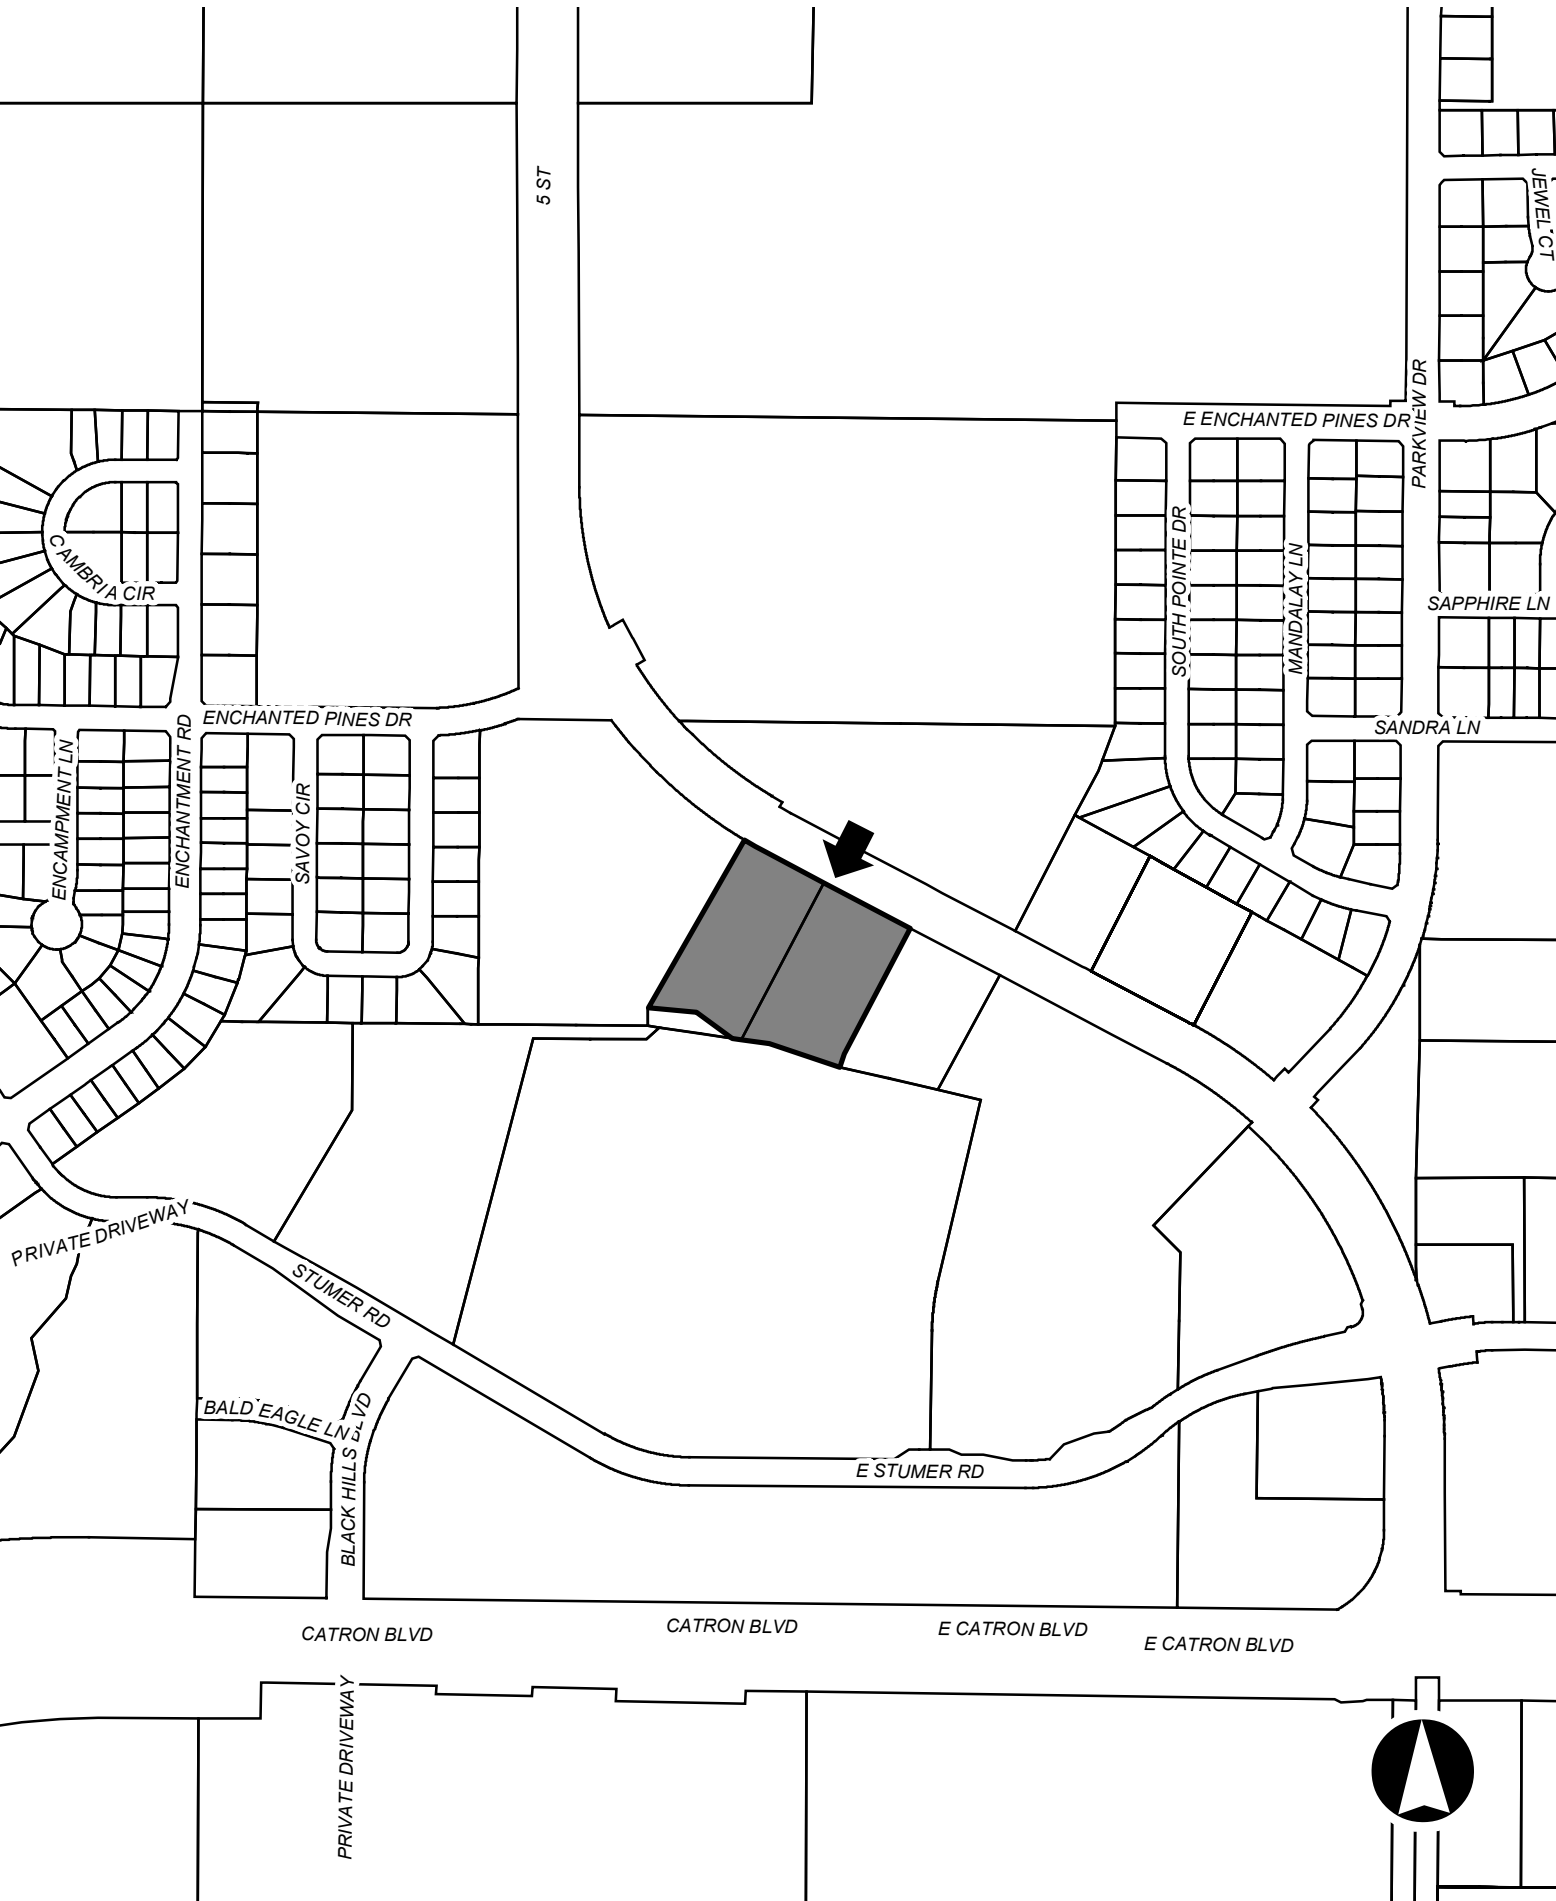 5 ST
JEWEL CT
PARKVIEW DR
E ENCHANTED PINES DR
SOUTH POINTE DR
MANDALAY LN
CAMBRIA CIR
SAPPHIRE LN
ENCHANTED PINES DR
SANDRA LN
ENCAMPMENT LN
ENCHANTMENT RD
SAVOY CIR
PRIVATE DRIVEWAY
STUMER RD
BALD EAGLE LN
BLACK HILLS BLVD
E STUMER RD
CATRON BLVD
CATRON BLVD
E CATRON BLVD
E CATRON BLVD
PRIVATE DRIVEWAY